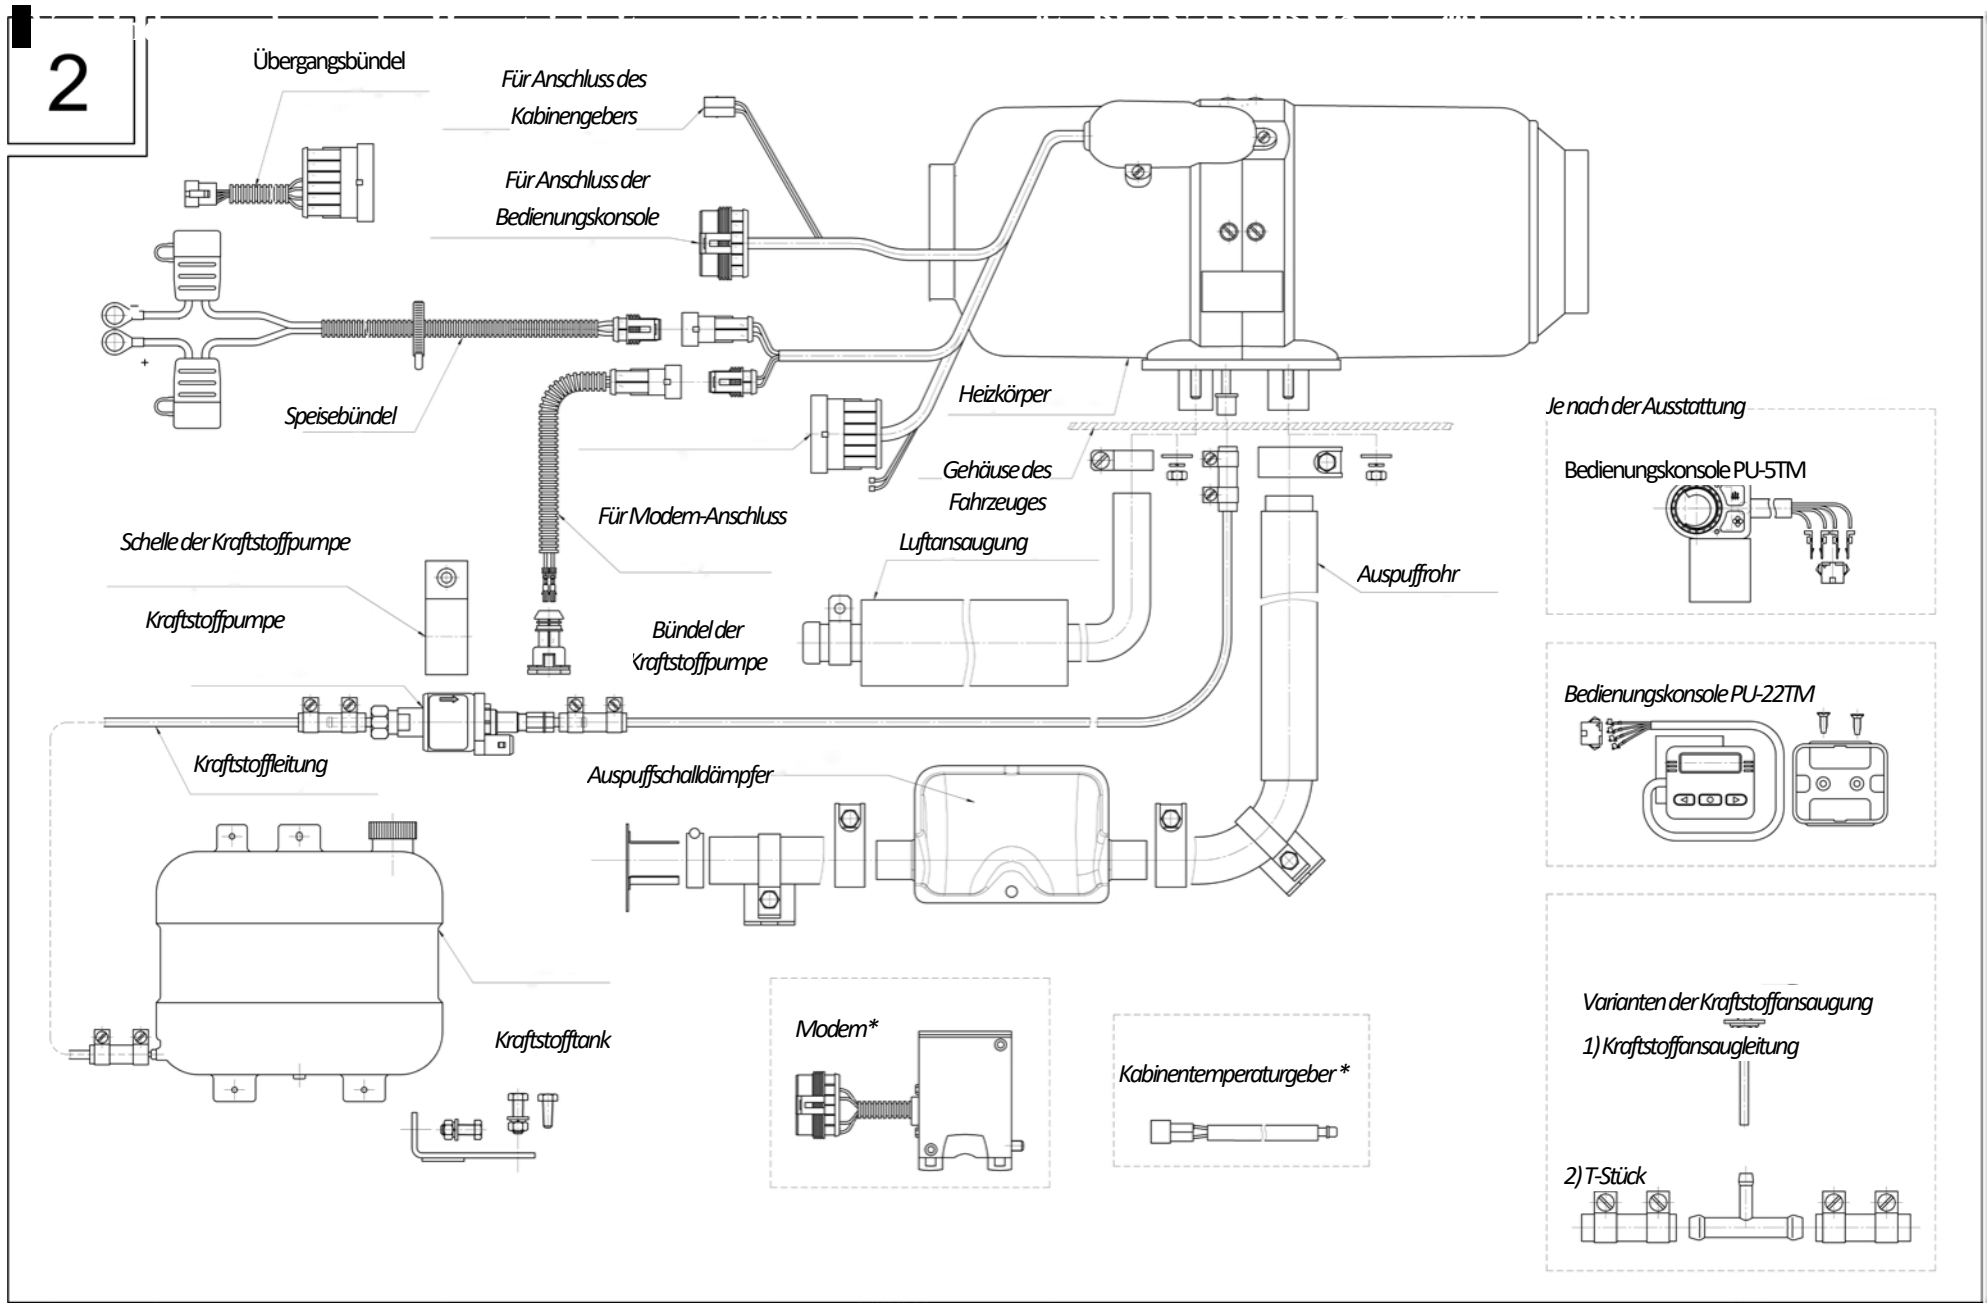 2
Übergangsbündel
Für Anschluss des
Kabinengebers
Für Anschluss der
Bedienungskonsole
−
+
Speisebündel
Heizkörper
Gehäuse des
Fahrzeuges
Für Modem-Anschluss
Schelle der Kraftstoffpumpe
Kraftstoffpumpe
Bündel der
Kraftstoffpumpe
Luftansaugung
Auspuffrohr
Kraftstoffleitung
Auspuffschalldämpfer
Kraftstofftank
Modem*
Kabinentemperaturgeber *
Je nach der Ausstattung
Bedienungskonsole PU-5TM
Bedienungskonsole PU-22TM
Varianten der Kraftstoffansaugung
1) Kraftstoffansaugleitung
2) T-Stück